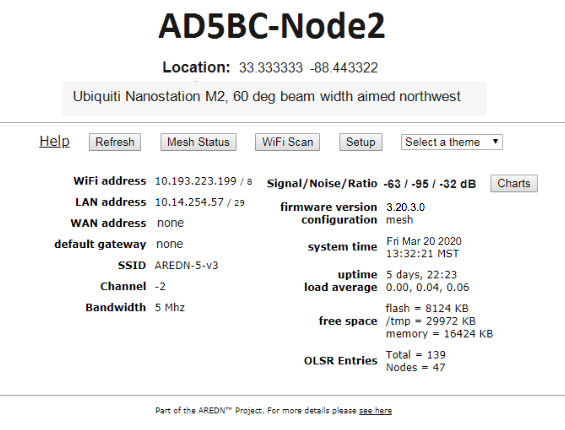 AD5BC-Node2
Location: 33.333333 -88.443322
Ubiquiti Nanostation M2, 60 deg beam width aimed northwest
Help Refresh Mesh Status WiFi Scan Setup Select a theme
WiFi address 10.193.223.199 / 8
LAN address 10.14.254.57 / 29
WAN address none
default gateway none
SSID AREDN-5-v3
Channel -2
Bandwidth 5 Mhz
Signal/Noise/Ratio -63 / -95 / -32 dB Charts
firmware version 3.20.3.0
configuration mesh
system time Fri Mar 20 2020
13:32:21 MST
uptime 5 days, 22:23
load average 0.00, 0.04, 0.06
free space flash = 8124 KB
/tmp = 29972 KB
memory = 16424 KB
OLSR Entries Total = 139
Nodes = 47
Part of the AREDN™ Project. For more details please see here